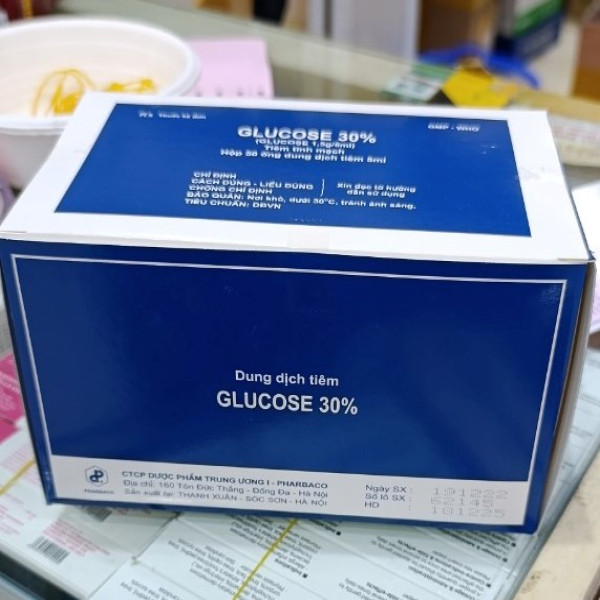 Thuốc kê đơn
GMP - WHO
GLUCOSE 30%
(GLUCOSE 1,5g/5ml)
Tiêm tĩnh mạch
Hộp 50 ống dung dịch tiêm 5ml
CHỈ ĐỊNH
CÁCH DÙNG - LIỀU DÙNG
CHỐNG CHỈ ĐỊNH
Xin đọc tờ hướng
dẫn sử dụng
BẢO QUẢN: Nơi khô, dưới 30°C, tránh ánh sáng.
TIÊU CHUẨN: DĐVN
Dung dịch tiêm
GLUCOSE 30%
PHARBACO
CTCP DƯỢC PHẨM TRUNG ƯƠNG I - PHARBACO
Địa chỉ: 160 Tôn Đức Thắng - Đống Đa - Hà Nội
Sản xuất tại: THANH XUÂN - SÓC SƠN - HÀ NỘI
Ngày SX : 191222
Số lô SX : 62145
HD : 181225